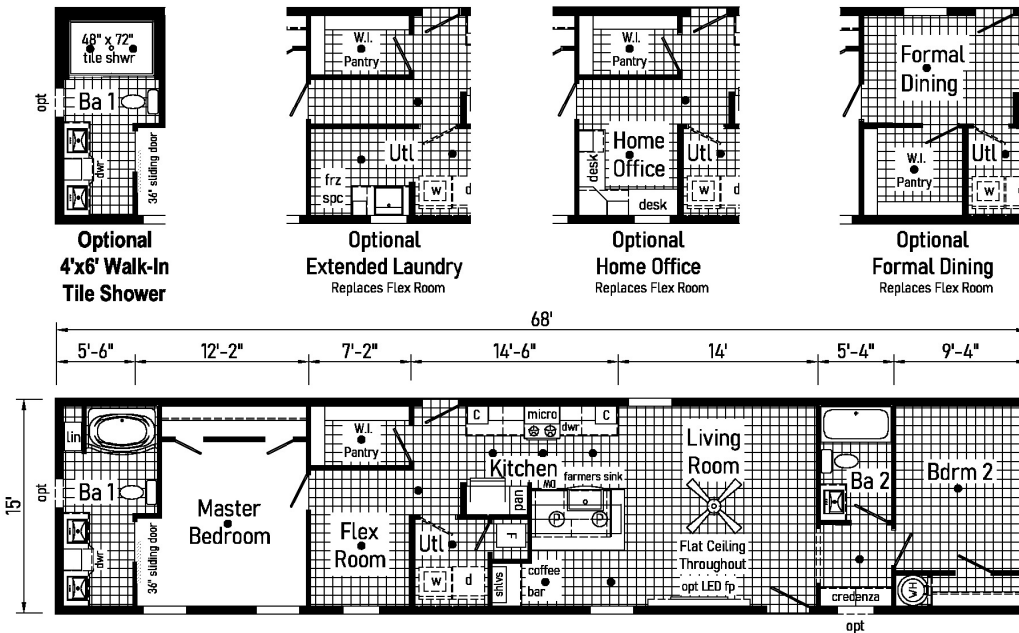 48" x 72"
tile shwr
opt
Ba 1
dwr
36" sliding door
Optional
4'x6' Walk-In
Tile Shower
W.I.
Pantry
Utl
frz
spc
W
d
Optional
Extended Laundry
Replaces Flex Room
W.I.
Pantry
Home
Office
desk
desk
Utl
W
d
Optional
Home Office
Replaces Flex Room
Formal
Dining
W.I.
Pantry
Utl
W
d
Optional
Formal Dining
Replaces Flex Room
68'
5'-6"
12'-2"
7'-2"
14'-6"
14'
5'-4"
9'-4"
15'
lin
opt
Ba 1
dwr
36" sliding door
Master
Bedroom
W.I.
Pantry
Flex
Room
Utl
W
d
C
micro
dwr
C
Kitchen
farmers sink
DW
pan
F
shlvs
coffee
bar
Living
Room
Flat Ceiling
Throughout
opt LED fp
Ba 2
credenza
opt
Bdrm 2
HW